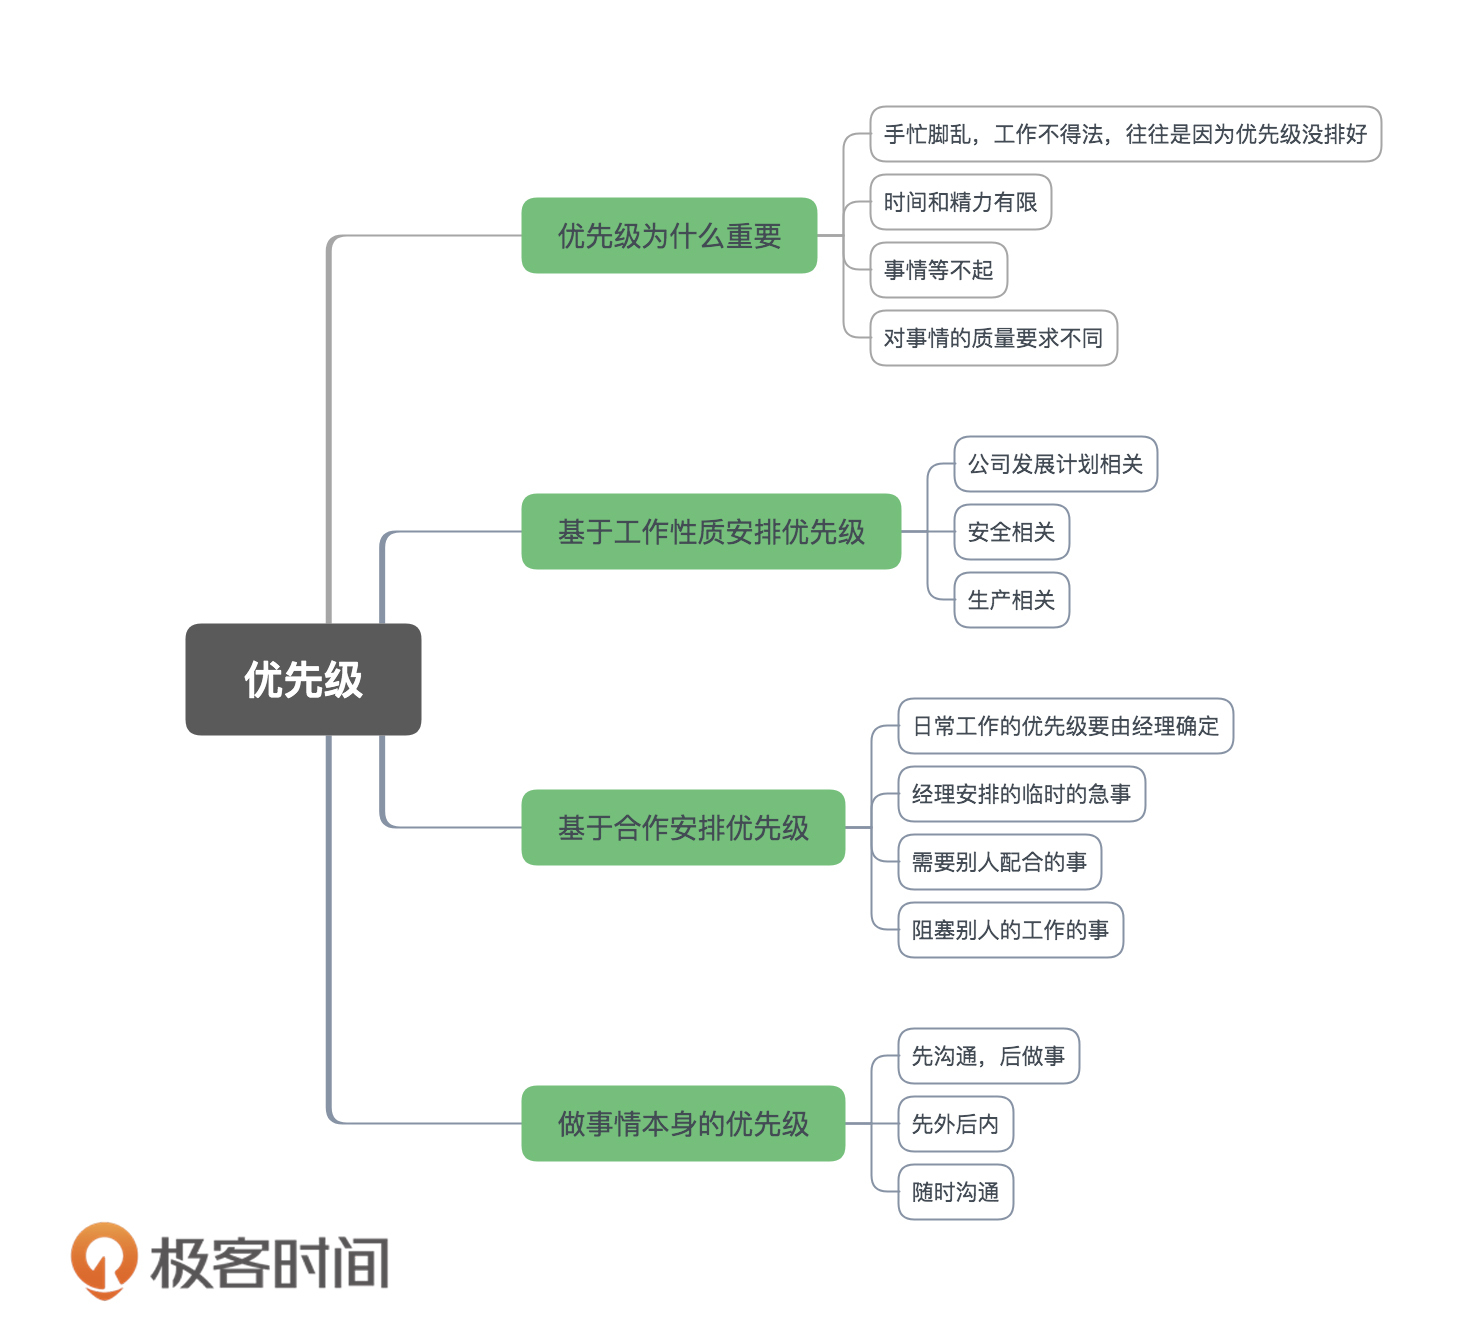 优先级
优先级为什么重要
手忙脚乱，工作不得法，往往是因为优先级没排好
时间和精力有限
事情等不起
对事情的质量要求不同
基于工作性质安排优先级
公司发展计划相关
安全相关
生产相关
基于合作安排优先级
日常工作的优先级要由经理确定
经理安排的临时的急事
需要别人配合的事
阻塞别人的工作的事
做事情本身的优先级
先沟通，后做事
先外后内
随时沟通
极客时间